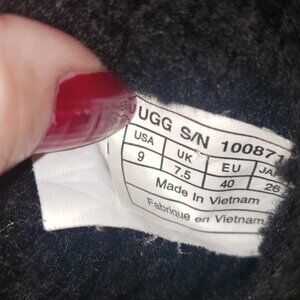 UGG S/N 100871
USA UK EU
9 7.5 40 26
Made In Vietnam
Fabriqué en Vietnam